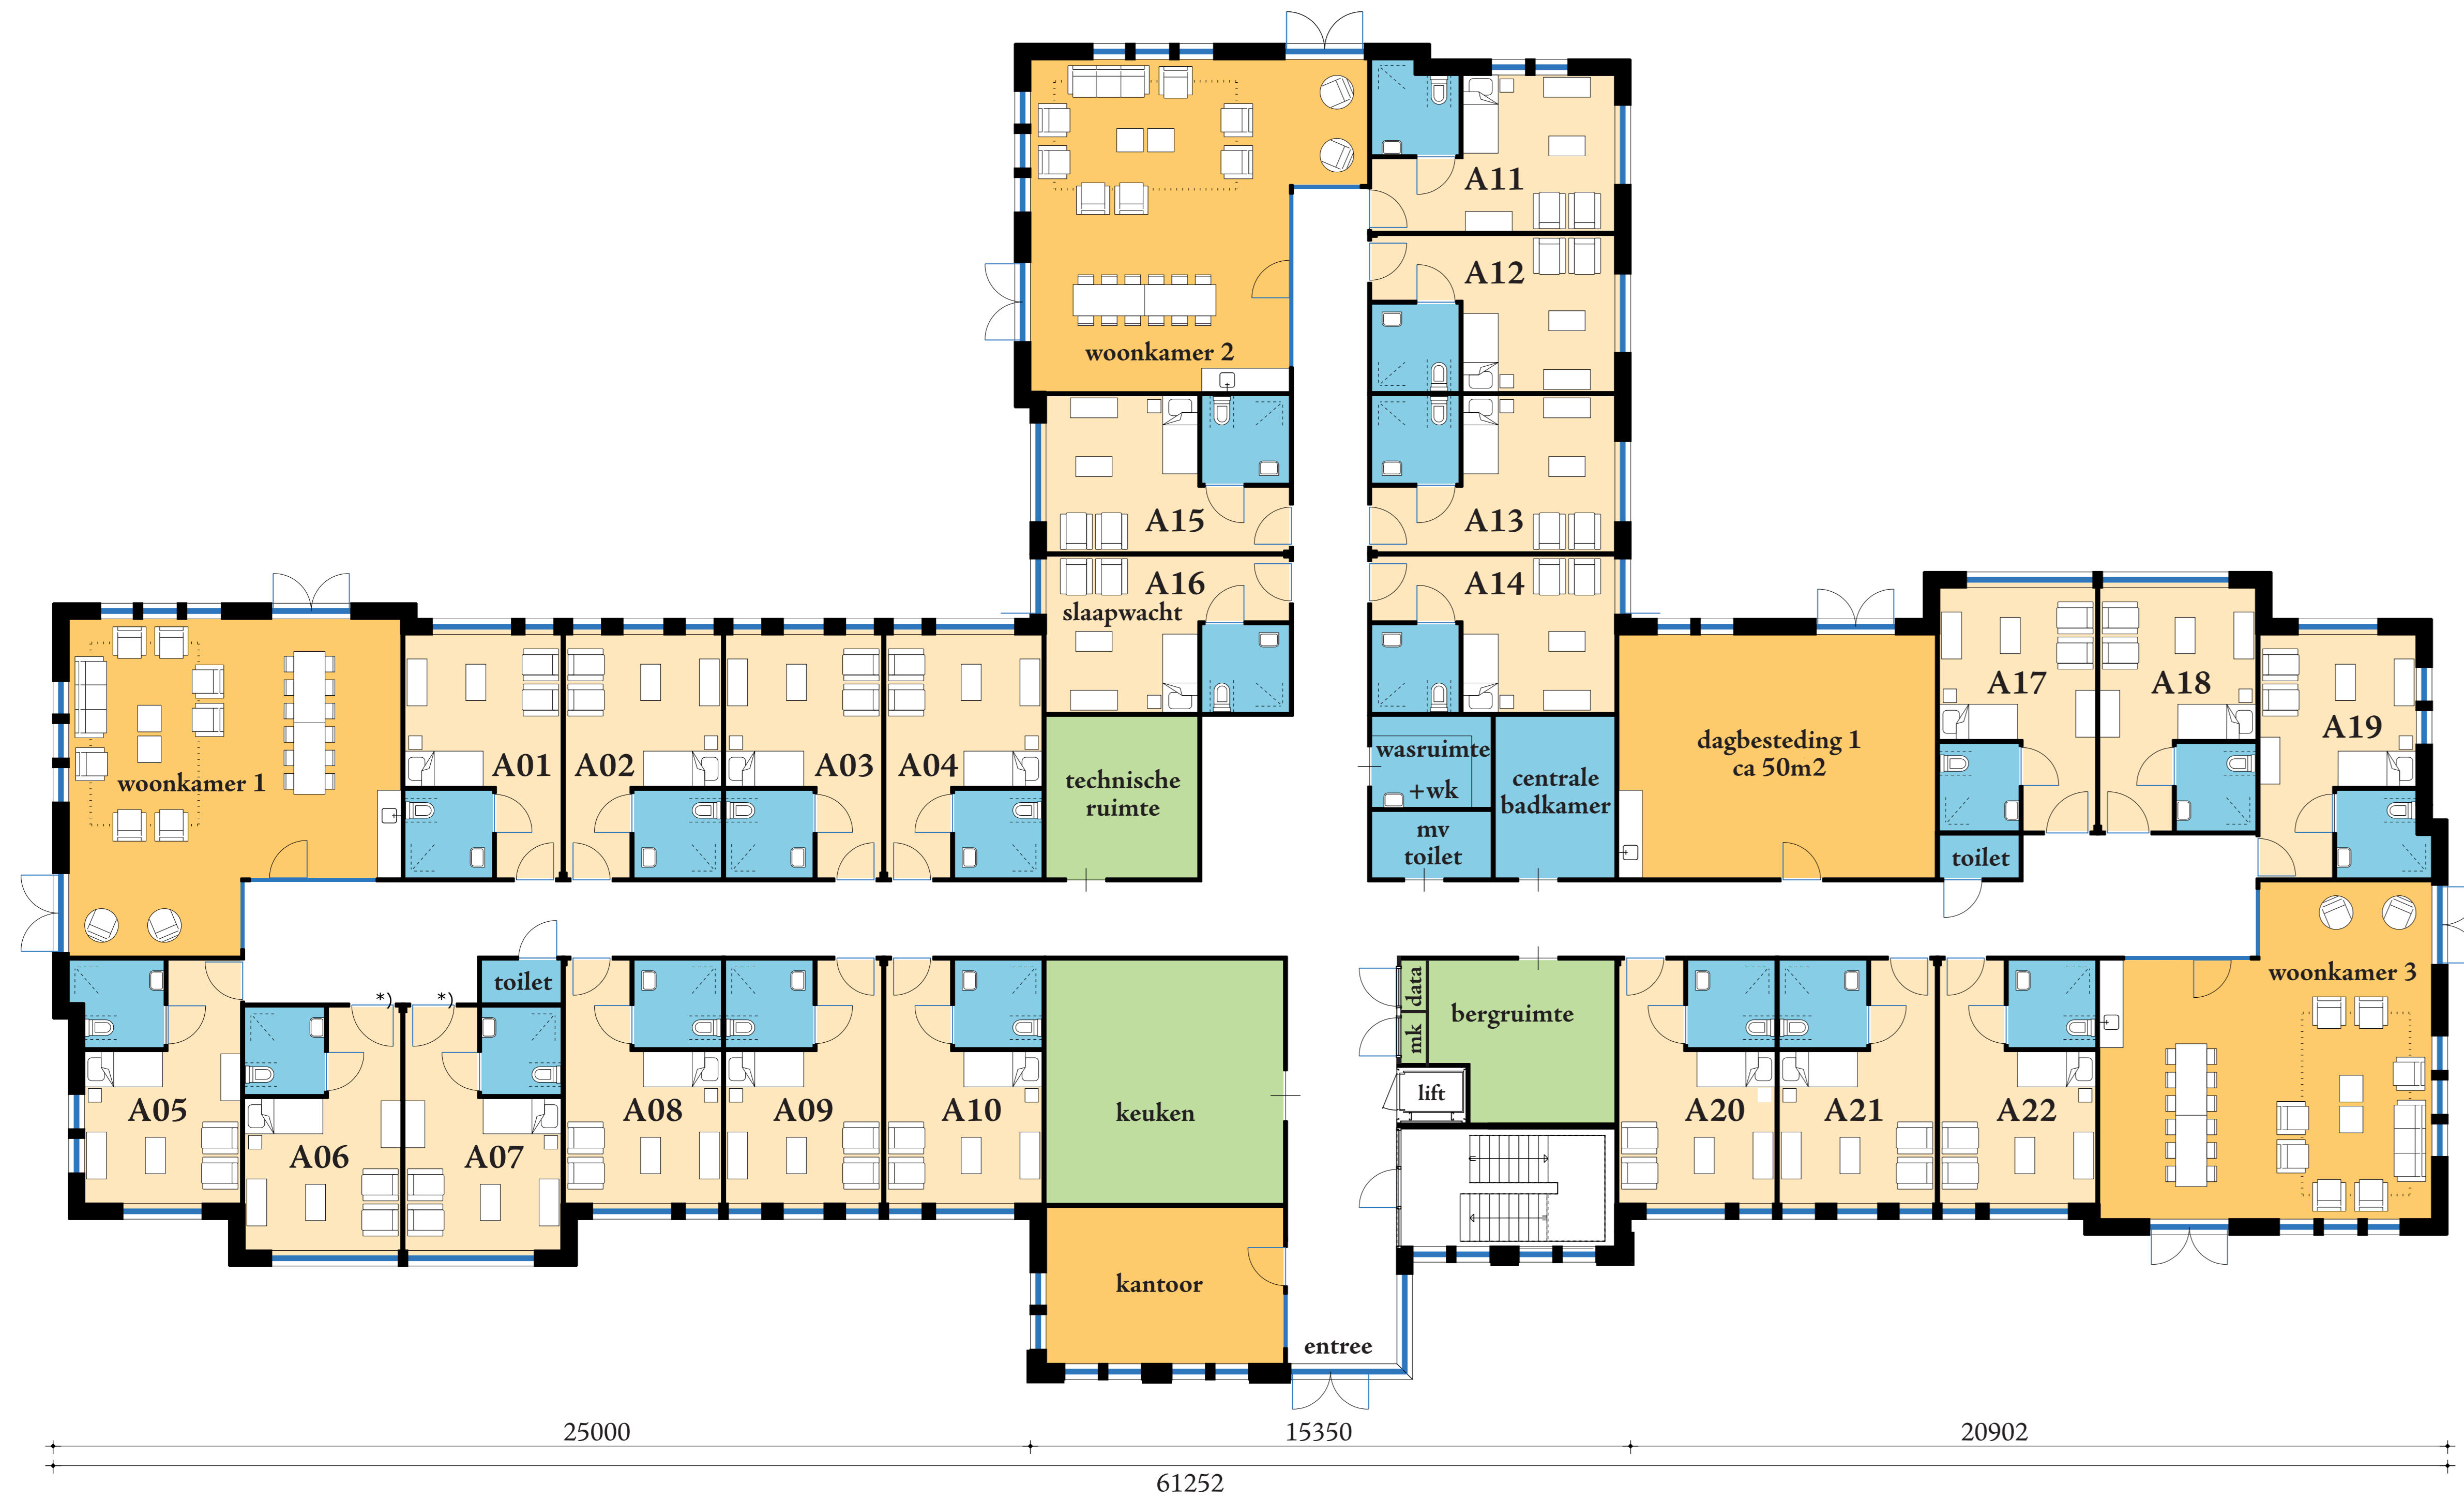 A11
A12
woonkamer 2
A15
A13
A16
slaapwacht
A14
woonkamer 1
A01
A02
A03
A04
technische
ruimte
wasruimte
+wk
centrale
badkamer
mv
toilet
dagbesteding 1
ca 50m2
A17
A18
A19
toilet
toilet
*)
*)
data
mk
bergruimte
woonkamer 3
lift
A05
A06
A07
A08
A09
A10
keuken
A20
A21
A22
kantoor
entree
25000
15350
20902
61252